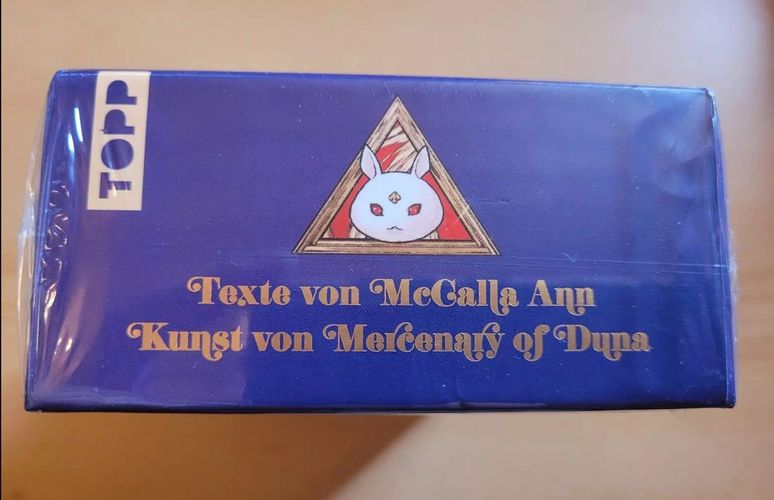 TOPP
Texte von McCalla Ann
Kunst von Mercenary of Duna